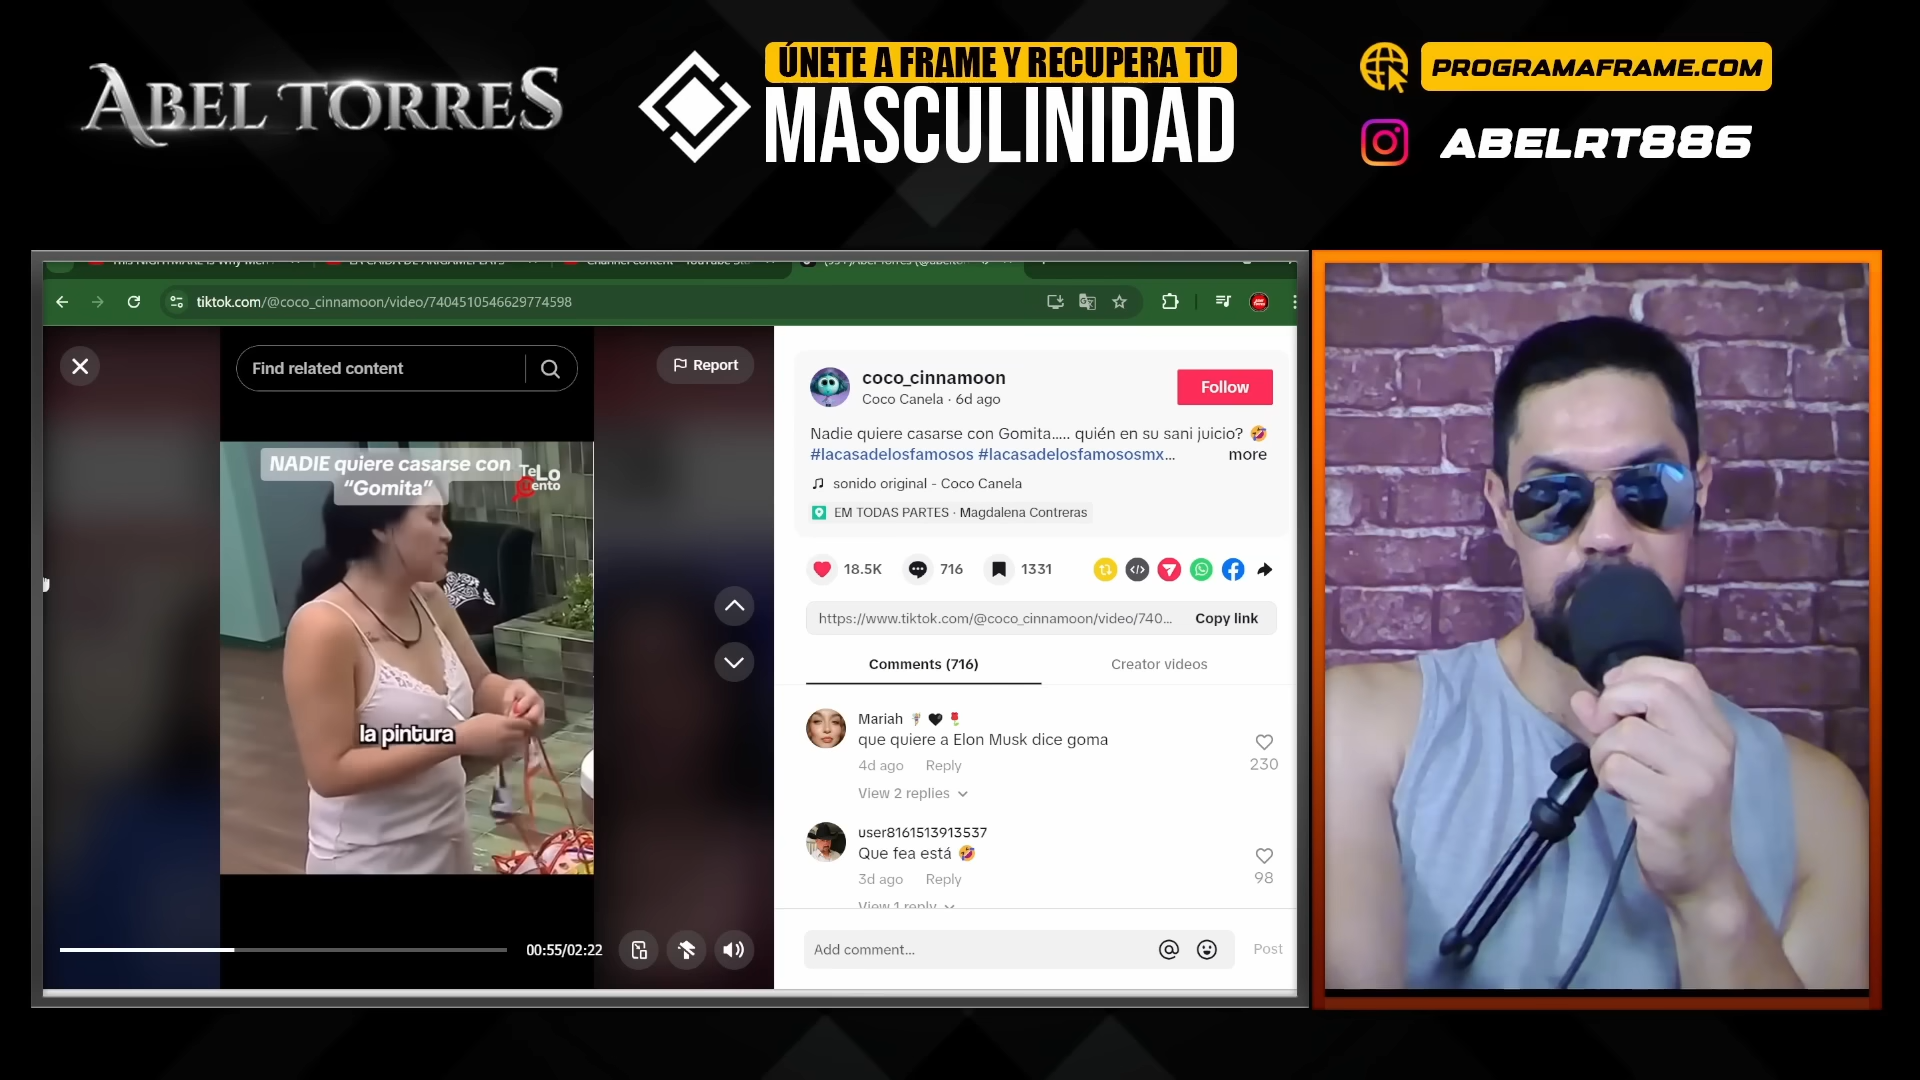 ABEL TORRES
ÚNETE A FRAME Y RECUPERA TU
MASCULINIDAD
PROGRAMAFRAME.COM
ABELRT886
tiktok.com/@coco_cinnamoon/video/7404510546629774598
Find related content
Report
NADIE quiere casarse con
“Gomita”
TeLo
Cuento
la pintura
00:55/02:22
coco_cinnamoon
Coco Canela · 6d ago
Follow
Nadie quiere casarse con Gomita..... quién en su sani juicio? 🤣
#lacasadelosfamosos #lacasadelosfamososmx...
more
sonido original - Coco Canela
EM TODAS PARTES · Magdalena Contreras
18.5K
716
1331
https://www.tiktok.com/@coco_cinnamoon/video/740...
Copy link
Comments (716)
Creator videos
Mariah
que quiere a Elon Musk dice goma
4d ago Reply
230
View 2 replies
user8161513913537
Que fea está 🤣
3d ago Reply
98
View 1 reply
Add comment...
Post